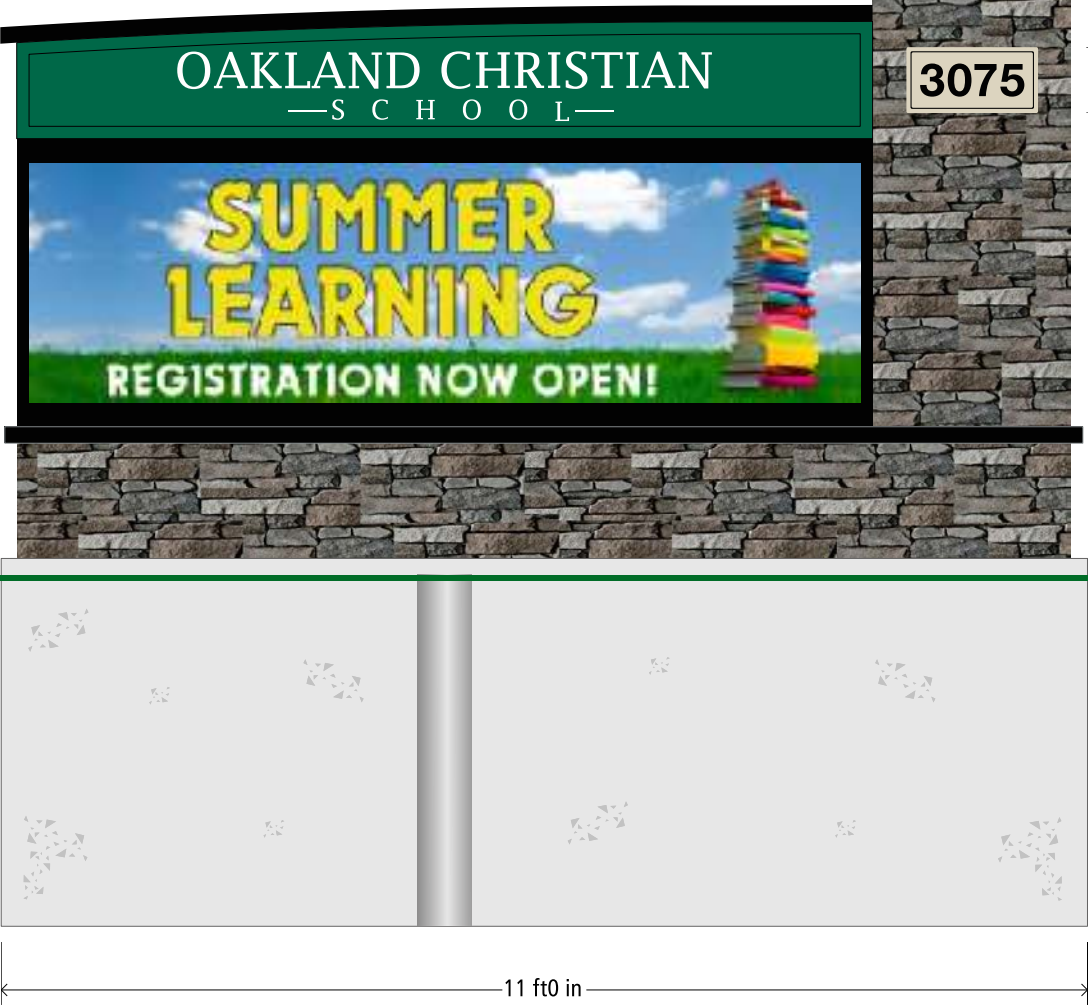 OAKLAND CHRISTIAN
SCHOOL
3075
SUMMER
LEARNING
REGISTRATION NOW OPEN!
11 ft0 in